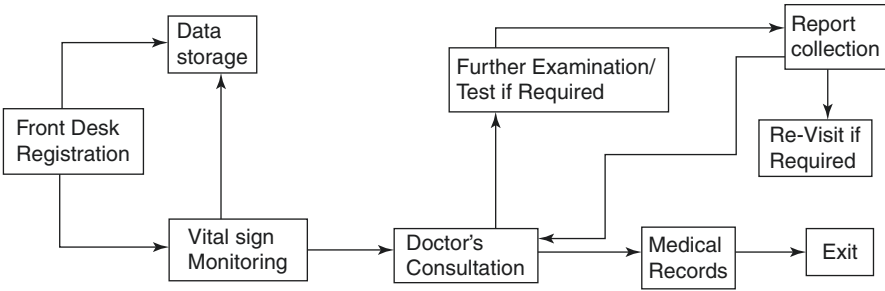 Data
storage
Further Examination/
Test if Required
Report
collection
Front Desk
Registration
Re-Visit if
Required
Vital sign
Monitoring
Doctor's
Consultation
Medical
Records
Exit